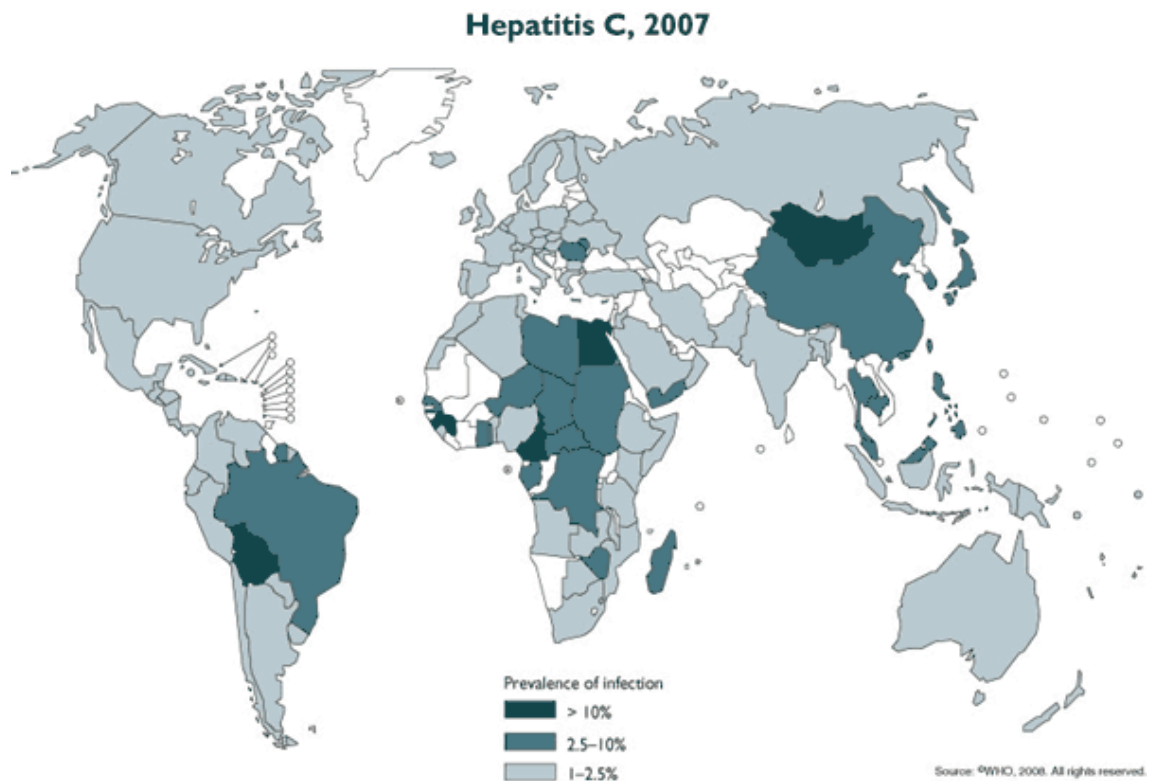 Hepatitis C, 2007
Prevalence of infection
> 10%
2.5–10%
1–2.5%
Source: ©WHO, 2008. All rights reserved.